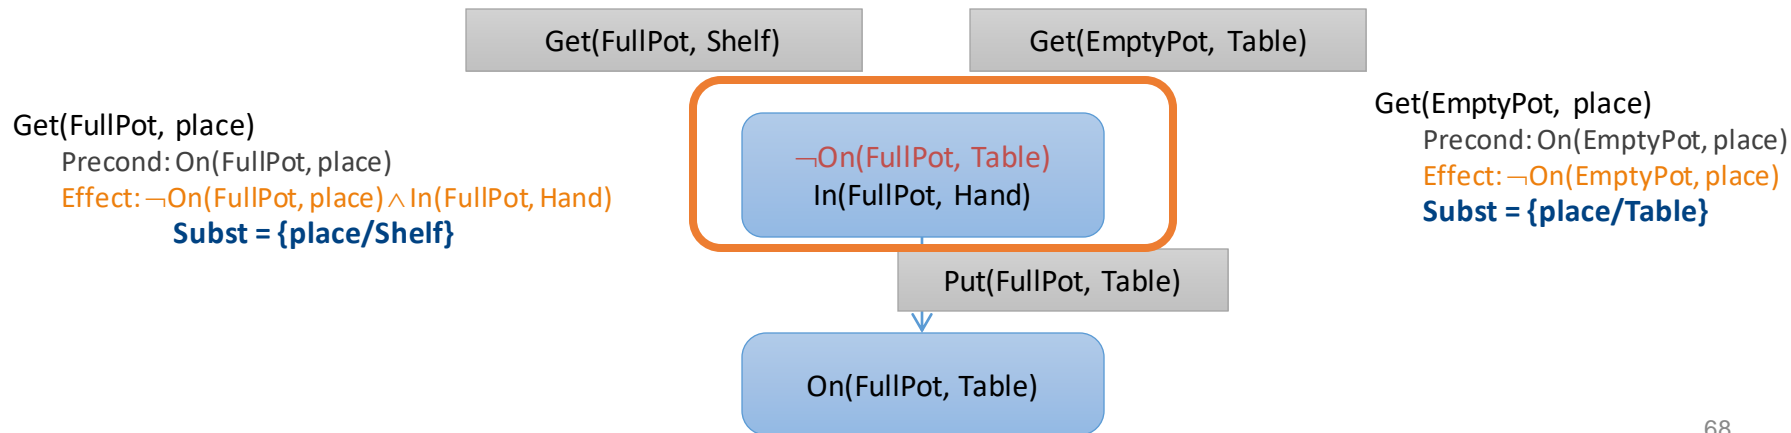 Get(FullPot, Shelf)
Get(EmptyPot, Table)
Get(FullPot, place)
Precond: On(FullPot, place)
Effect: ¬On(FullPot, place) ∧ In(FullPot, Hand)
Subst = {place/Shelf}
¬On(FullPot, Table)
In(FullPot, Hand)
Get(EmptyPot, place)
Precond: On(EmptyPot, place)
Effect: ¬On(EmptyPot, place)
Subst = {place/Table}
Put(FullPot, Table)
On(FullPot, Table)
68